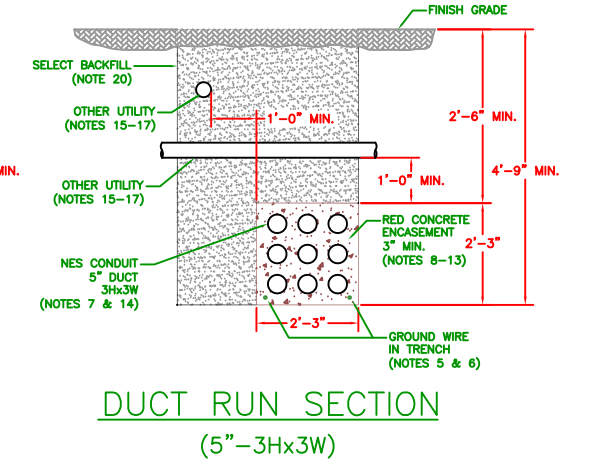 FINISH GRADE
SELECT BACKFILL
(NOTE 20)
OTHER UTILITY
(NOTES 15-17)
1'-0" MIN.
2'-6" MIN.
MIN.
4'-9" MIN.
1'-0" MIN.
OTHER UTILITY
(NOTES 15-17)
RED CONCRETE
ENCASEMENT
3" MIN.
(NOTES 8-13)
2'-3"
NES CONDUIT
5" DUCT
3Hx3W
(NOTES 7 & 14)
2'-3"
GROUND WIRE
IN TRENCH
(NOTES 5 & 6)
DUCT RUN SECTION
(5"-3Hx3W)